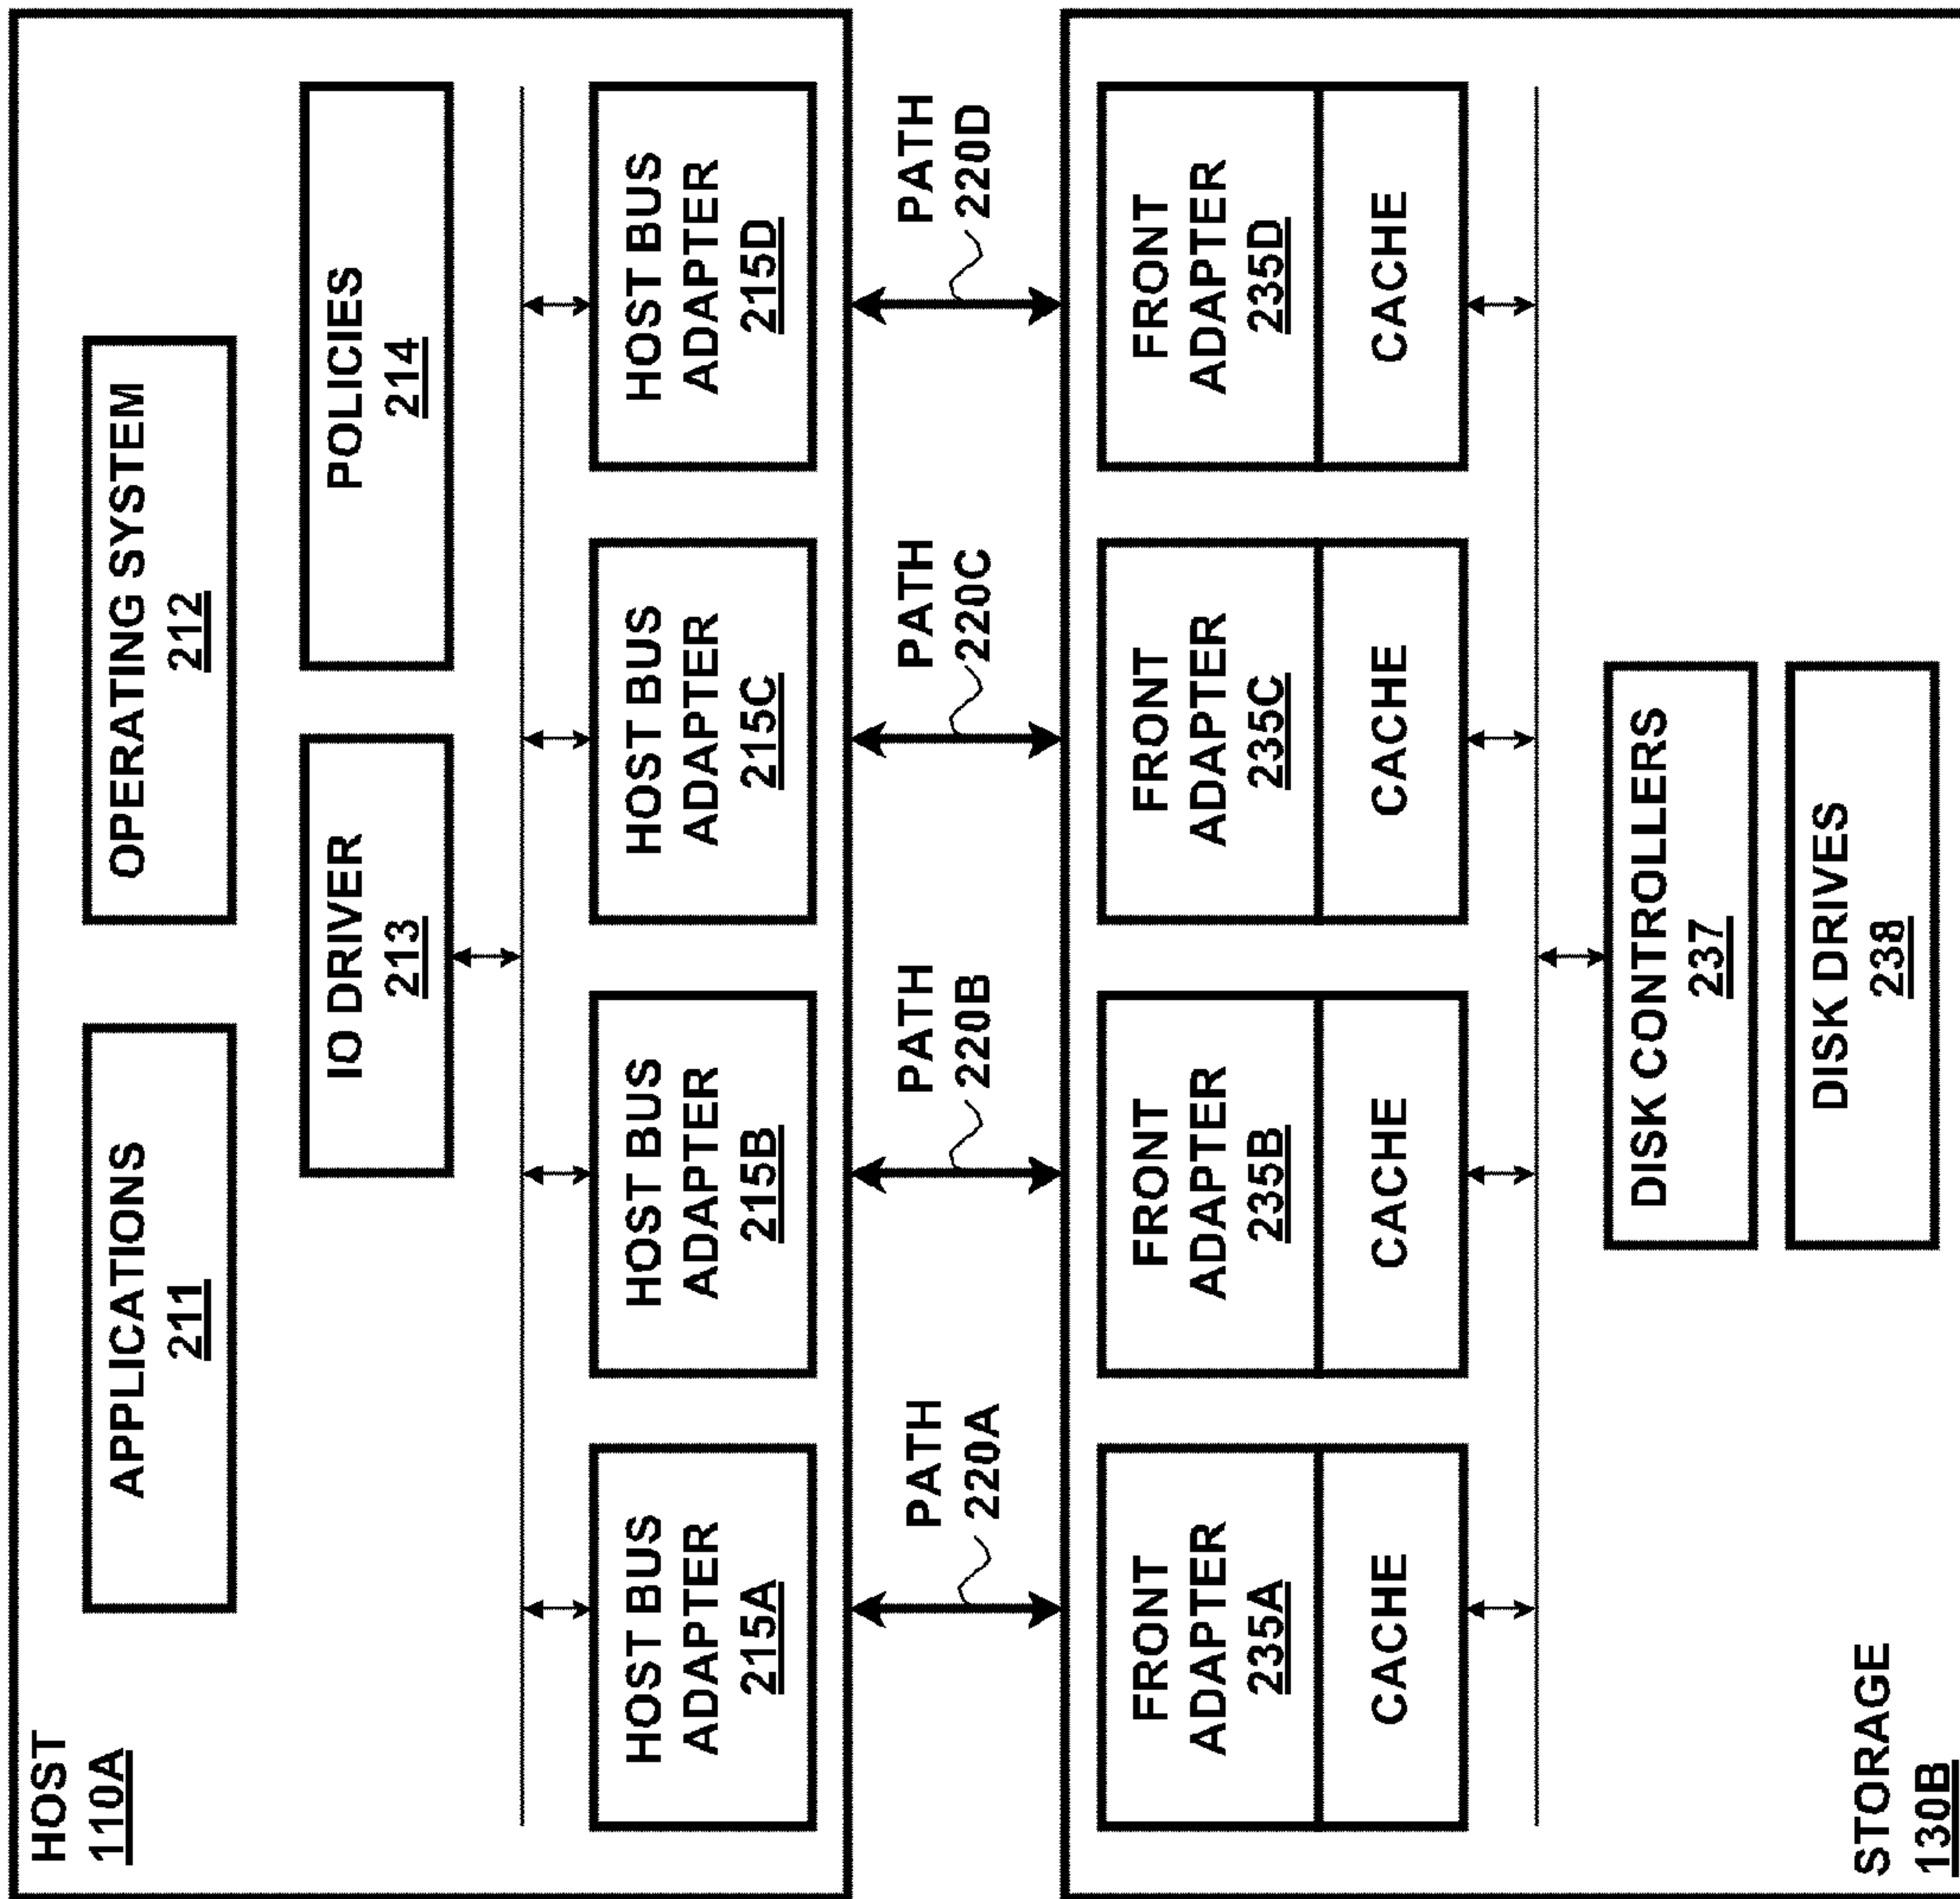 HOST
110A
APPLICATIONS
211
OPERATING SYSTEM
212
IO DRIVER
213
POLICIES
214
HOST BUS
ADAPTER
215A
HOST BUS
ADAPTER
215B
HOST BUS
ADAPTER
215C
HOST BUS
ADAPTER
215D
PATH
220A
PATH
220B
PATH
220C
PATH
220D
FRONT
ADAPTER
235A
CACHE
FRONT
ADAPTER
235B
CACHE
FRONT
ADAPTER
235C
CACHE
FRONT
ADAPTER
235D
CACHE
DISK CONTROLLERS
237
DISK DRIVES
238
STORAGE
130B